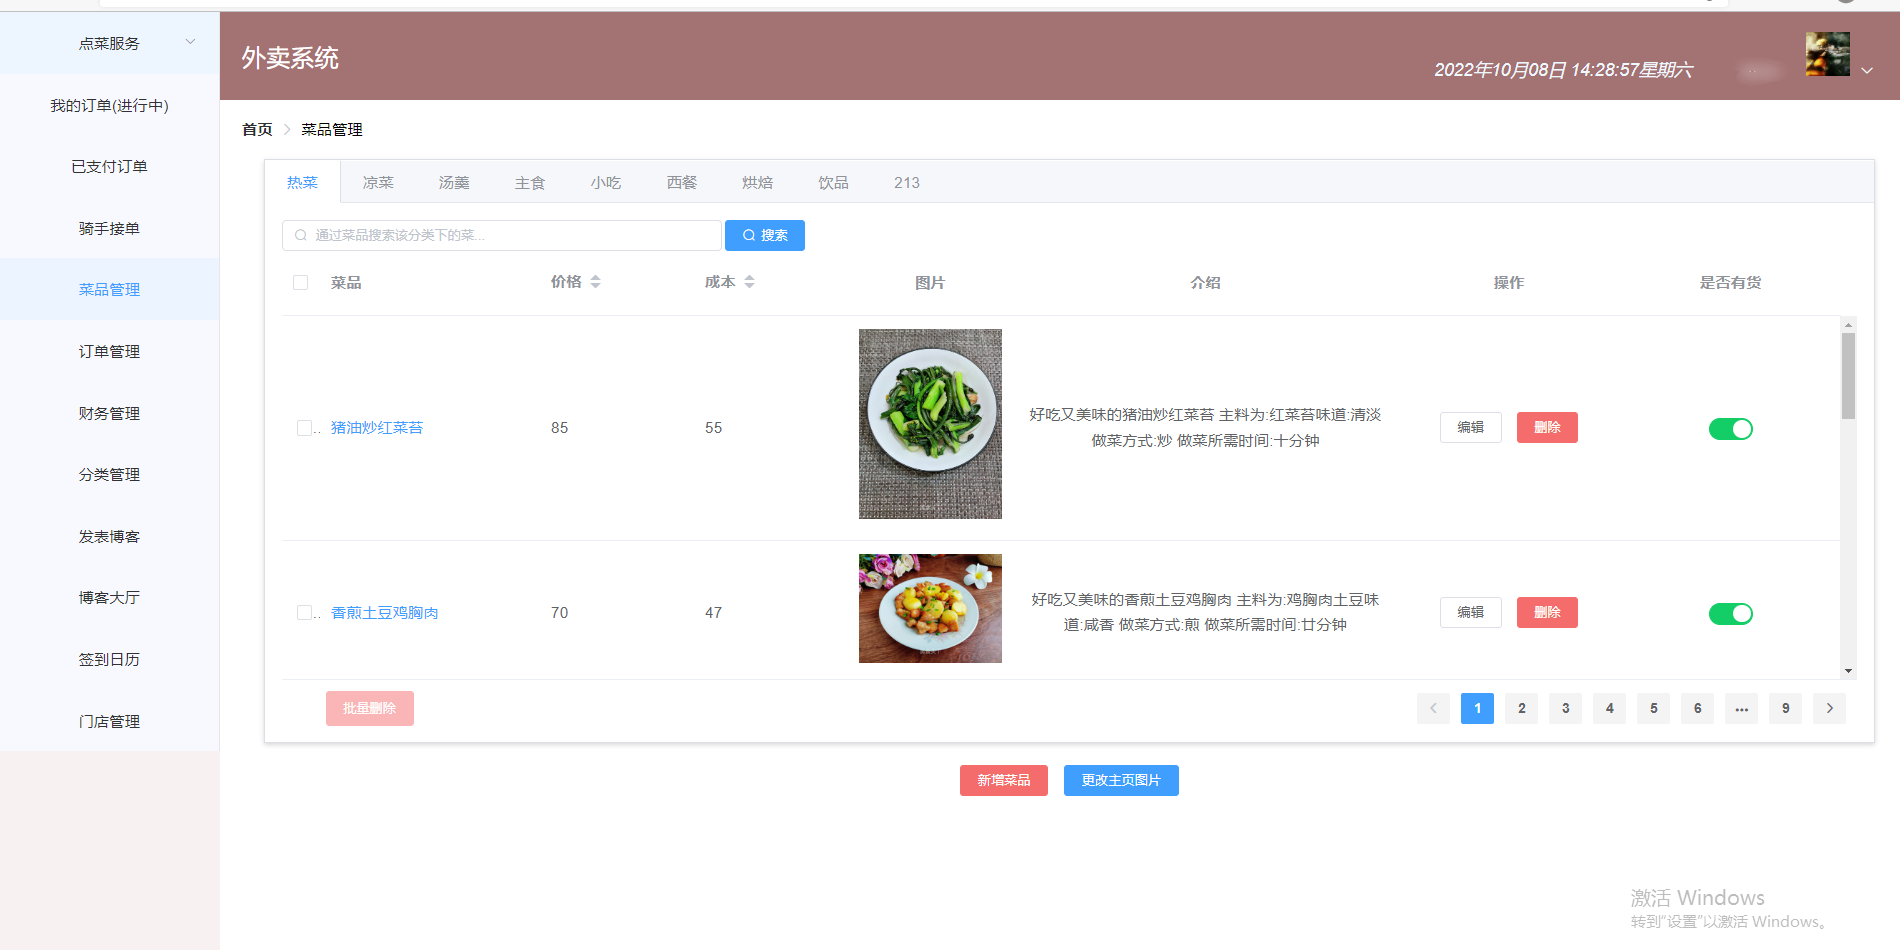 点菜服务
我的订单(进行中)
已支付订单
骑手接单
菜品管理
订单管理
财务管理
分类管理
发表博客
博客大厅
签到日历
门店管理
外卖系统
2022年10月08日 14:28:57星期六
首页 菜品管理
热菜 凉菜 汤羹 主食 小吃 西餐 烘焙 饮品 213
通过菜品搜索该分类下的菜... 搜索
菜品 价格 成本 图片 介绍 操作 是否有货
猪油炒红菜苔 85 55
好吃又美味的猪油炒红菜苔 主料为:红菜苔味道:清淡
做菜方式:炒 做菜所需时间:十分钟
编辑 删除
香煎土豆鸡胸肉 70 47
好吃又美味的香煎土豆鸡胸肉 主料为:鸡胸肉土豆味
道:咸香 做菜方式:煎 做菜所需时间:廿分钟
编辑 删除
批量删除
1 2 3 4 5 6 ... 9
新增菜品 更改主页图片
激活 Windows
转到“设置”以激活 Windows。